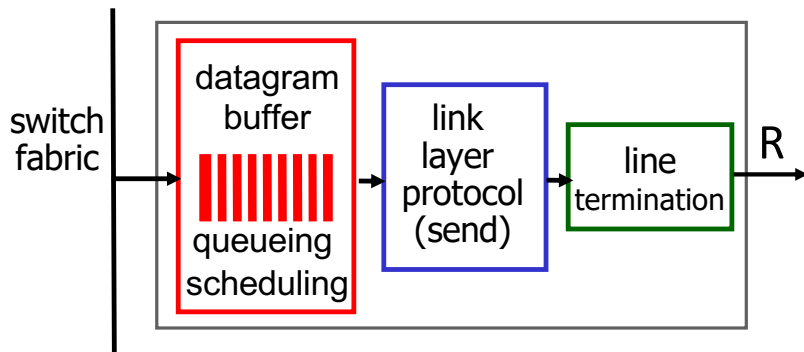 switch
fabric
datagram
buffer
queueing
scheduling
link
layer
protocol
(send)
line
termination
R